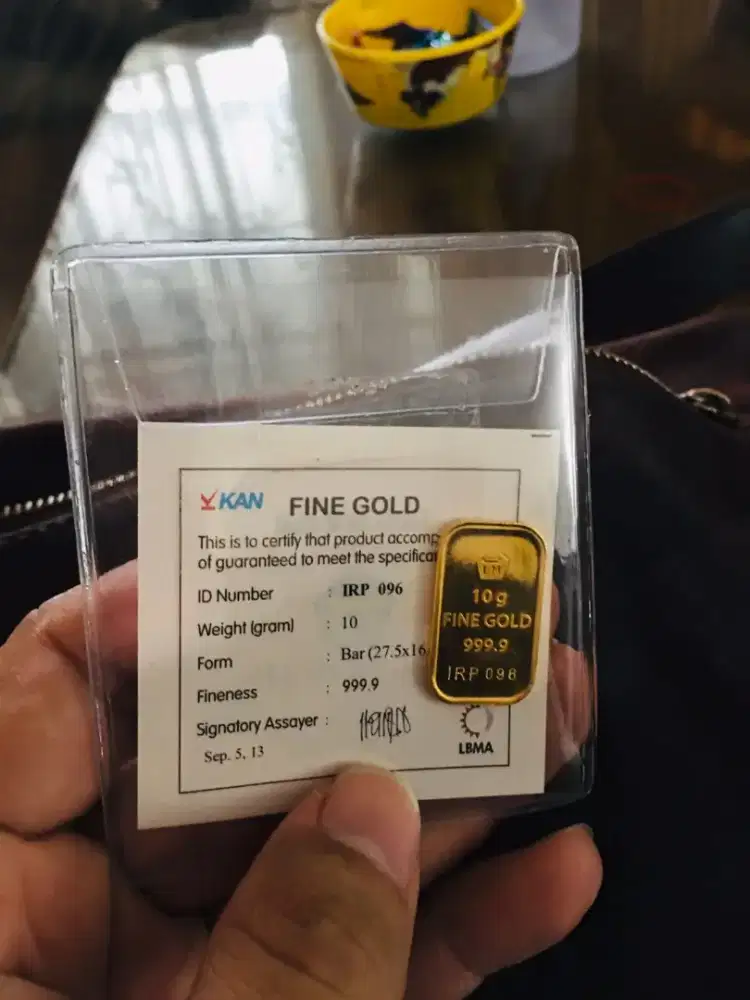 KAN FINE GOLD
This is to certify that product accomp
of guaranteed to meet the specifica
ID Number : IRP 096
Weight (gram) : 10
Form : Bar (27.5x16
Fineness : 999.9
Signatory Assayer :
Sep. 5, 13
LBMA
LM
10g
FINE GOLD
999.9
IRP 096